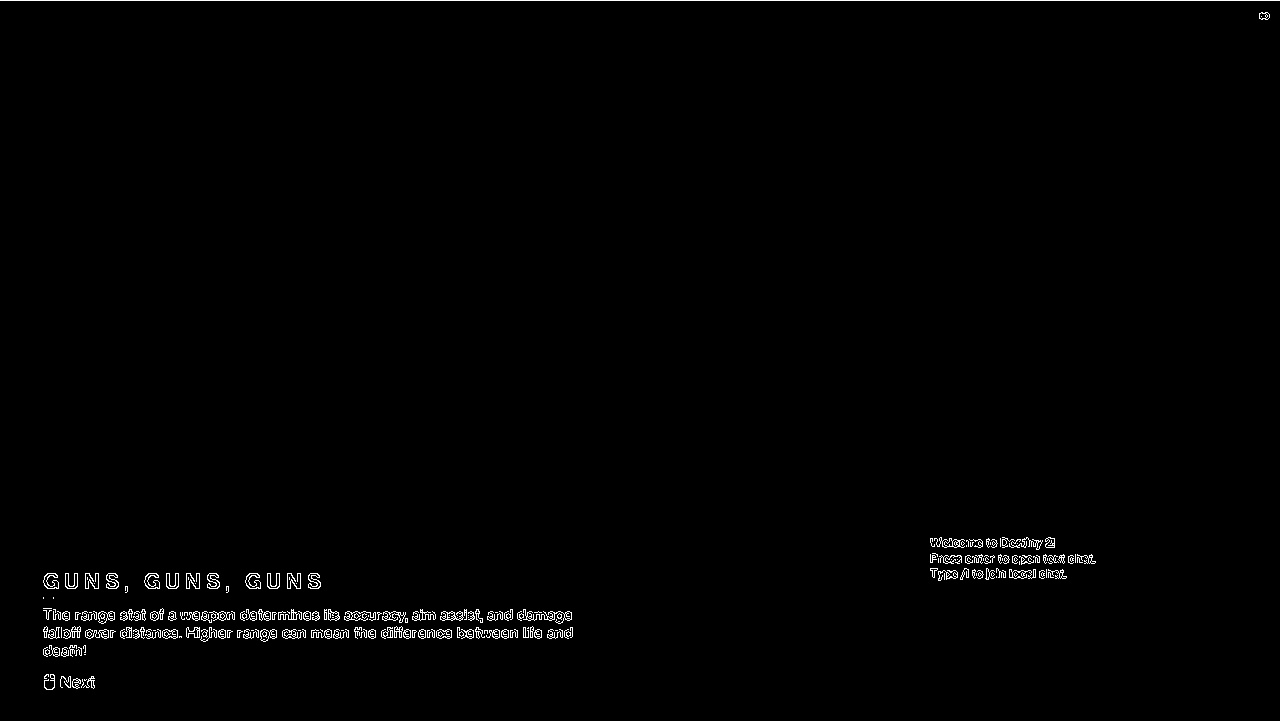 GUNS, GUNS, GUNS
The range stat of a weapon determines its accuracy, aim assist, and damage
falloff over distance. Higher range can mean the difference between life and
death!
Next
Welcome to Destiny 2!
Press enter to open text chat.
Type /l to join local chat.